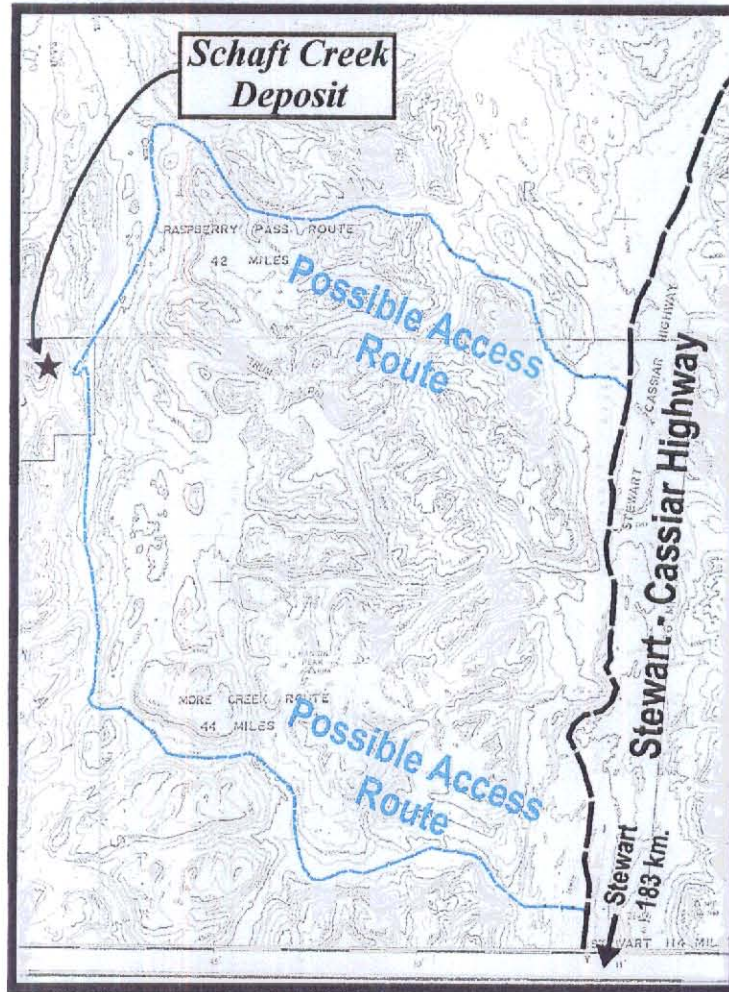 Schaft Creek
Deposit
RASPBERRY PASS ROUTE
42 MILES
Possible Access
Route
STEWART - CASSIAR HIGHWAY
Stewart - Cassiar Highway
MORE CREEK ROUTE
44 MILES
Possible Access
Route
Stewart
183 km.
STEWART 114 MIL